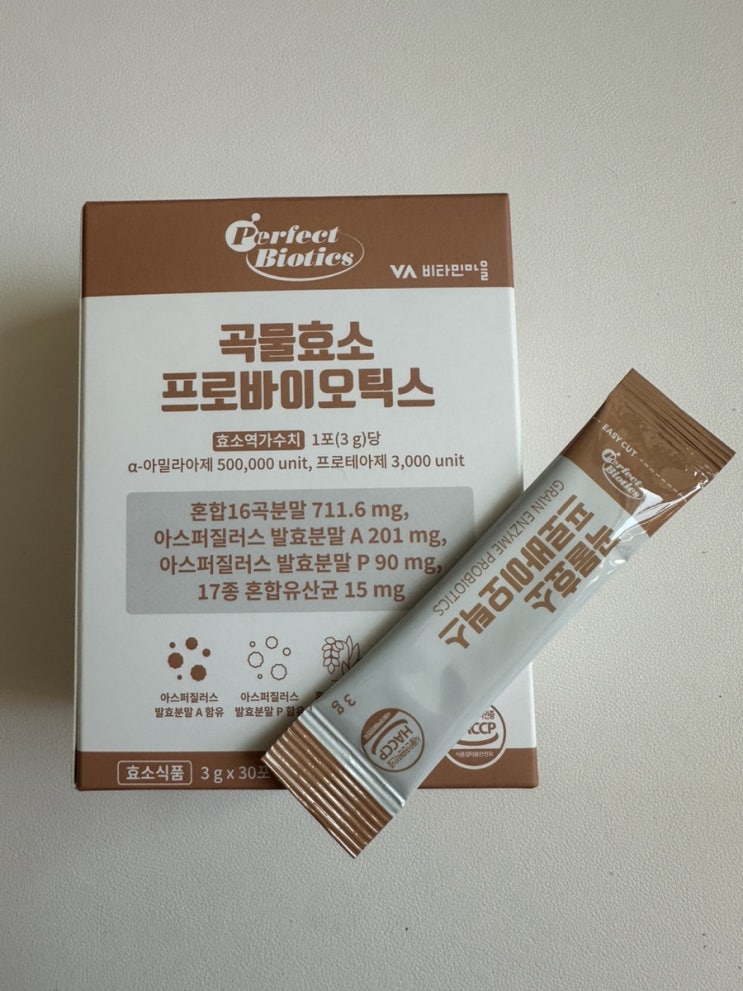 Perfect
Biotics
VA 비타민마을
곡물효소
프로바이오틱스
효소역가수치 1포(3 g)당
α-아밀라아제 500,000 unit, 프로테아제 3,000 unit
혼합16곡분말 711.6 mg,
아스퍼질러스 발효분말 A 201 mg,
아스퍼질러스 발효분말 P 90 mg,
17종 혼합유산균 15 mg
아스퍼질러스
발효분말 A 함유
아스퍼질러스
발효분말 P 함유
효소식품 3 g x 30포
EASY CUT
Perfect
Biotics
곡물효소
프로바이오틱스
GRAIN ENZYME PROBIOTICS
3 g
HACCP